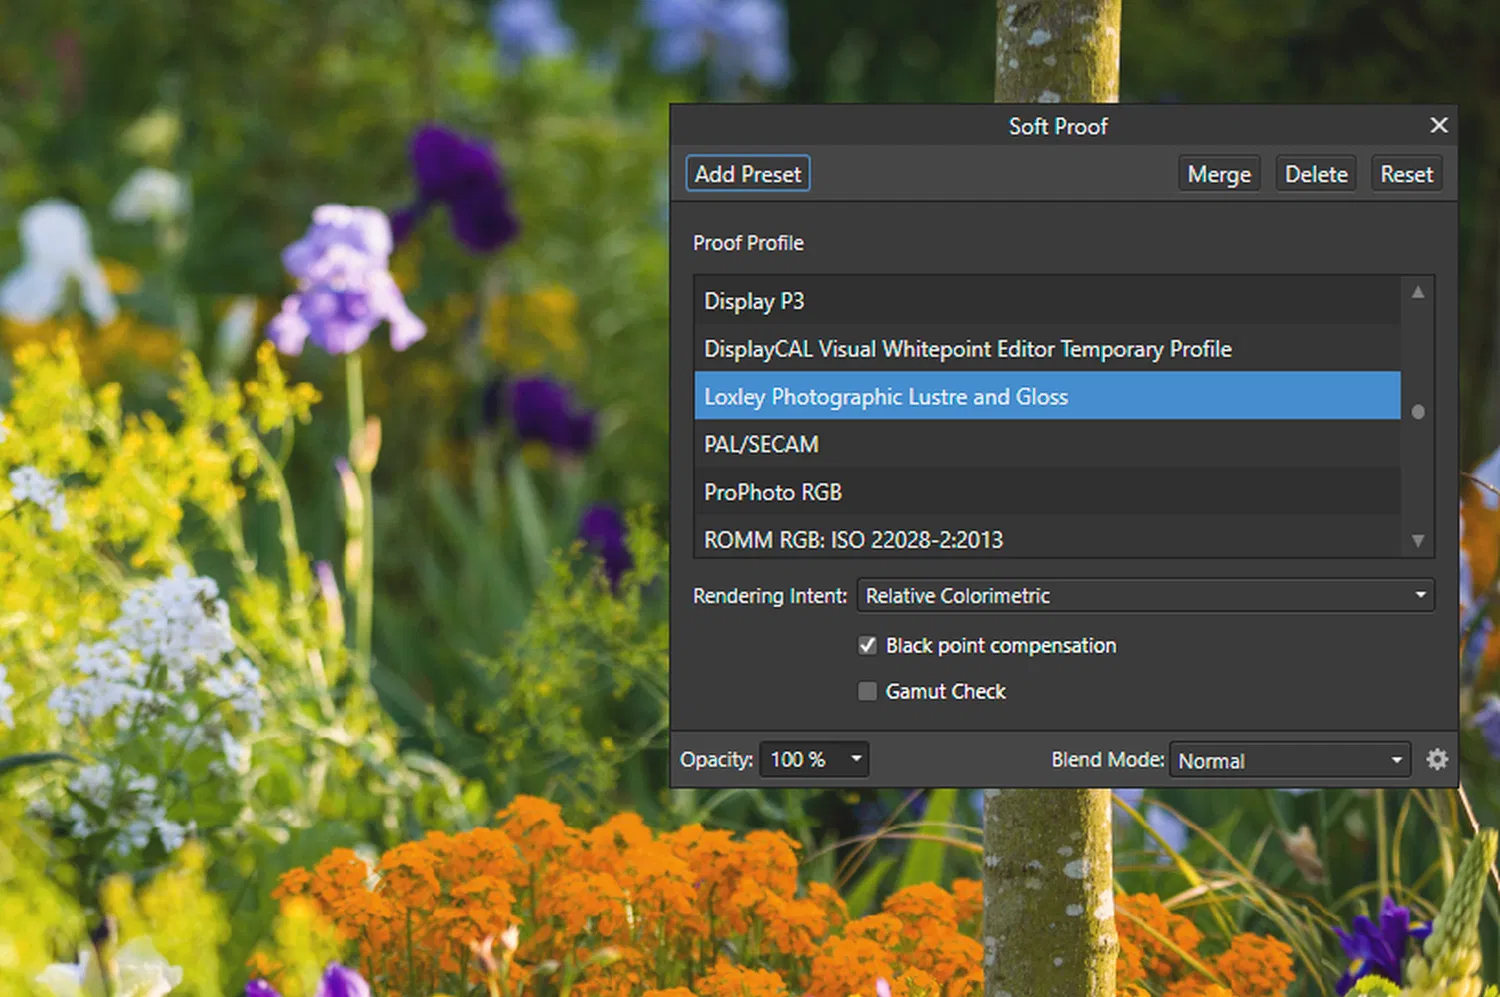 Soft Proof
Add Preset
Merge
Delete
Reset
Proof Profile
Display P3
DisplayCAL Visual Whitepoint Editor Temporary Profile
Loxley Photographic Lustre and Gloss
PAL/SECAM
ProPhoto RGB
ROMM RGB: ISO 22028-2:2013
Rendering Intent: Relative Colorimetric
Black point compensation
Gamut Check
Opacity: 100 %
Blend Mode: Normal